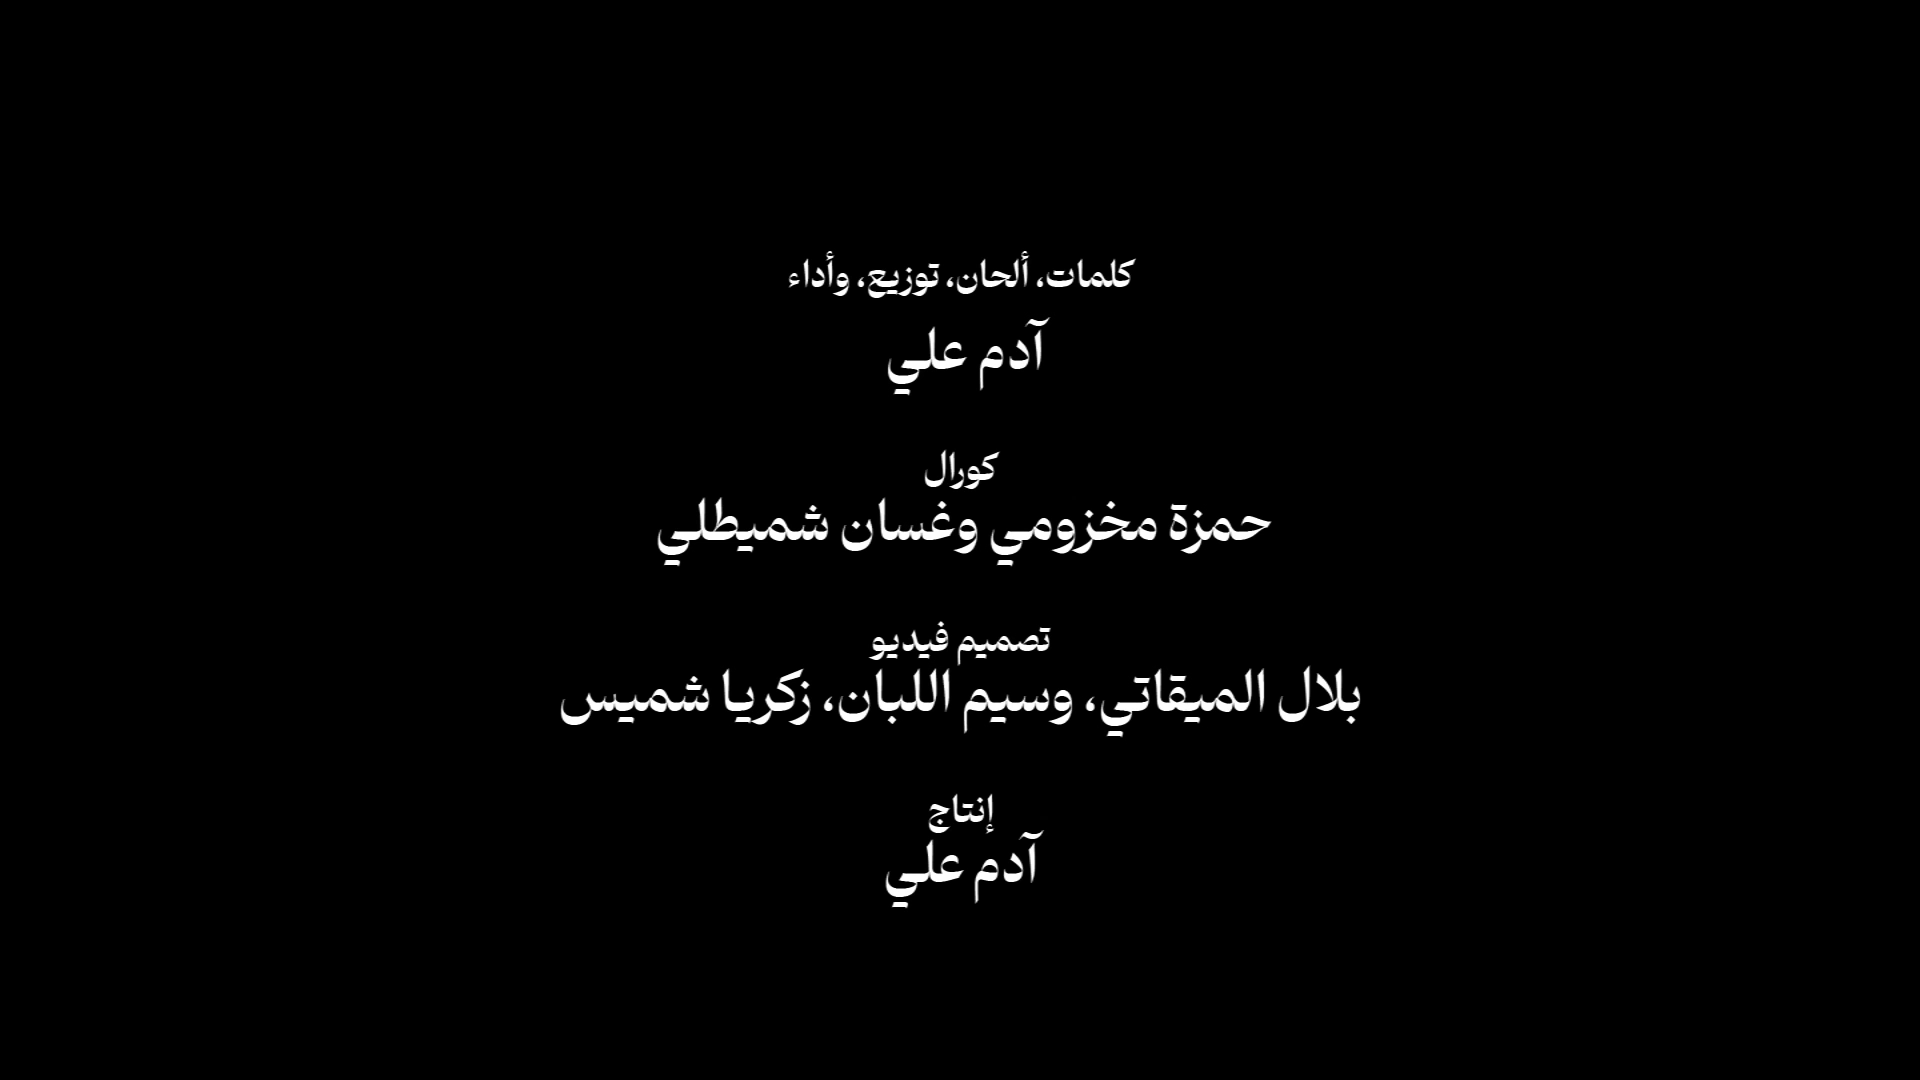 كلمات، ألحان، توزيع، وأداء
آدم علي
كورال
حمزة مخزومي وغسان شميطلي
تصميم فيديو
بلال الميقاتي، وسيم اللبان، زكريا شميس
إنتاج
آدم علي